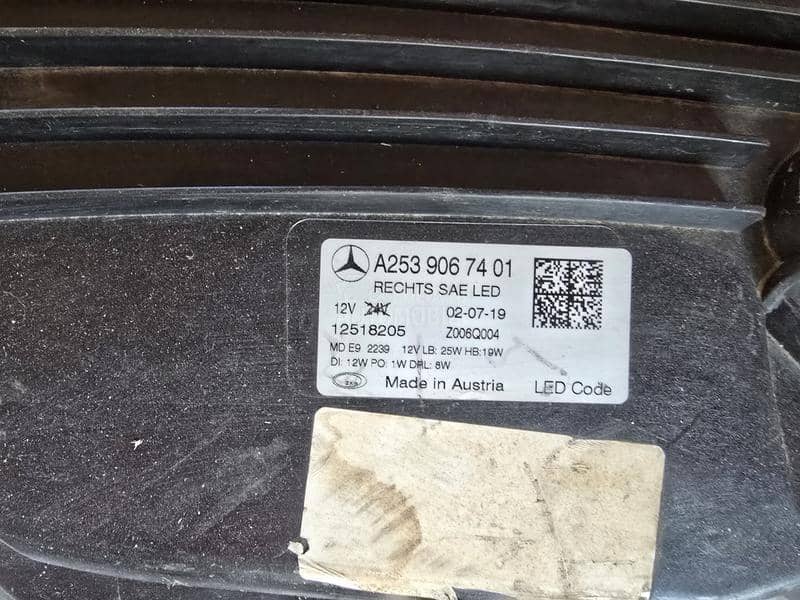 A253 906 74 01
RECHTS SAE LED
12V 24V 02-07-19
12518205 Z006Q004
MD E9 2239 12V LB: 25W HB:19W
DI: 12W PO: 1W DRL: 8W
ZKW Made in Austria LED Code